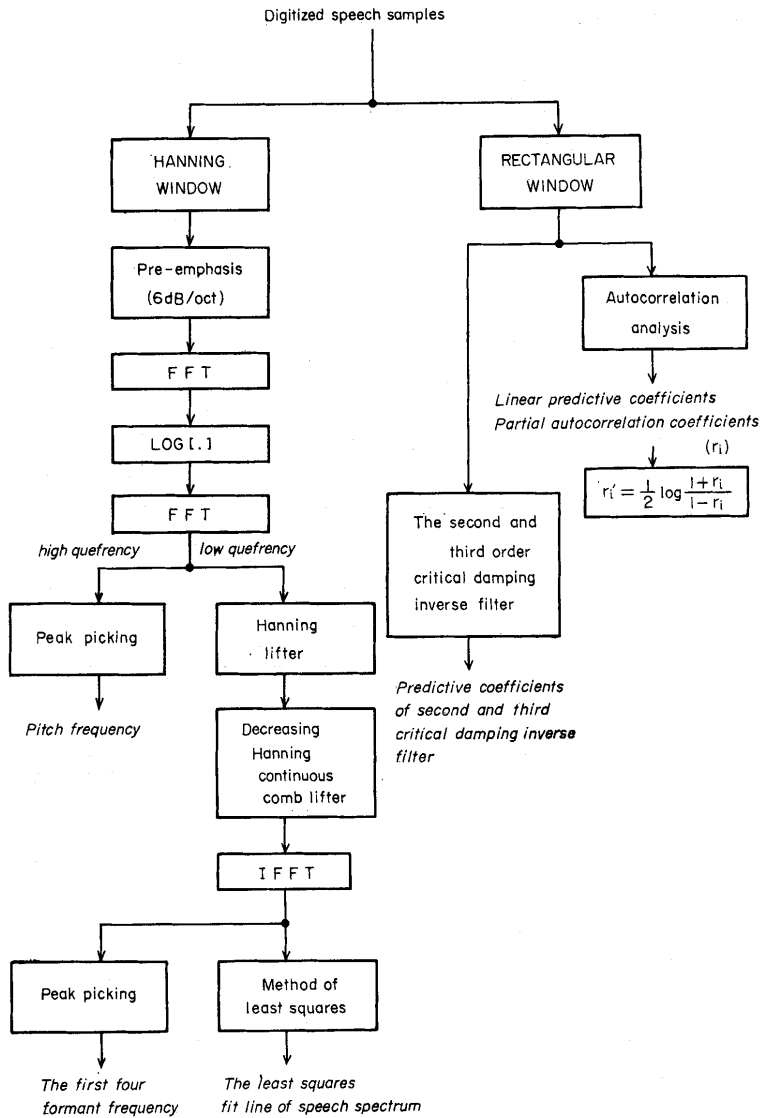 Digitized speech samples
HANNING
WINDOW
RECTANGULAR
WINDOW
Pre-emphasis
(6dB/oct)
Autocorrelation
analysis
FFT
Linear predictive coefficients
Partial autocorrelation coefficients
(ri)
LOG[.]
ri' = 1/2 log 1+ri/1-ri
FFT
high quefrency
low quefrency
The second and
third order
critical damping
inverse filter
Peak picking
Hanning
lifter
Pitch frequency
Predictive coefficients
of second and third
critical damping inverse
filter
Decreasing
Hanning
continuous
comb lifter
IFFT
Peak picking
Method of
least squares
The first four
formant frequency
The least squares
fit line of speech spectrum